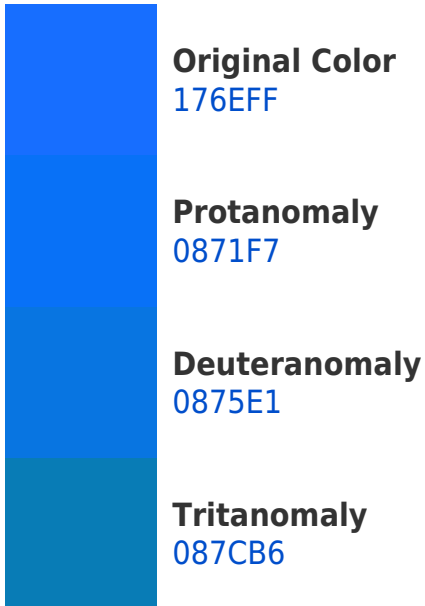 Original Color
176EFF
Protanomaly
0871F7
Deuteranomaly
0875E1
Tritanomaly
087CB6